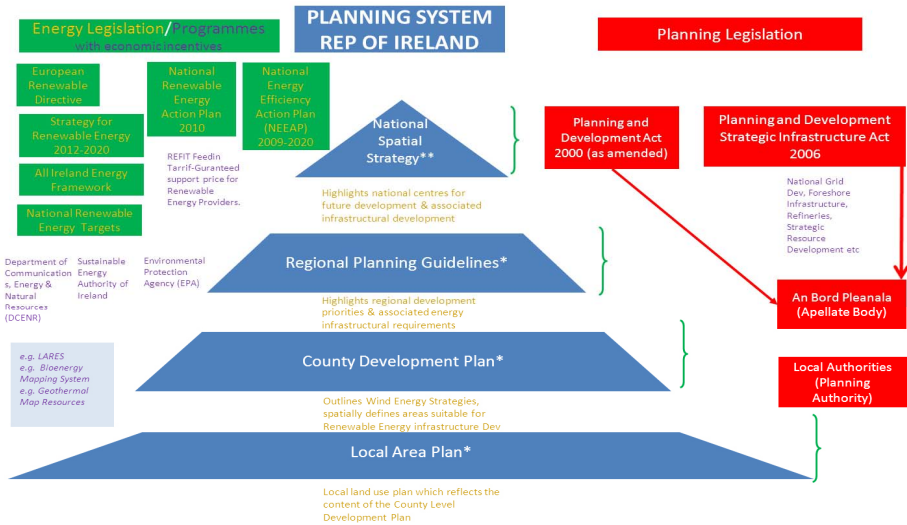 Energy Legislation/Programmes
with economic incentives
PLANNING SYSTEM
REP OF IRELAND
Planning Legislation
European
Renewable
Directive
National
Renewable
Energy
Action Plan
2010
National
Energy
Efficiency
Action Plan
(NEEAP)
2009-2020
Strategy for
Renewable Energy
2012-2020
All Ireland Energy
Framework
National Renewable
Energy Targets
REFIT Feedin
Tarrif-Guranteed
support price for
Renewable
Energy Providers.
National
Spatial
Strategy**
Planning and
Development Act
2000 (as amended)
Planning and Development
Strategic Infrastructure Act
2006
Highlights national centres for
future development & associated
infrastructural development
National Grid
Dev, Foreshore
Infrastructure,
Refineries,
Strategic
Resource
Development etc
Department of
Communication
s, Energy &
Natural
Resources
(DCENR)
Sustainable
Energy
Authority of
Ireland
Environmental
Protection
Agency (EPA)
Regional Planning Guidelines*
Highlights regional development
priorities & associated energy
infrastructural requirements
An Bord Pleanala
(Apellate Body)
e.g. LARES
e.g. Bioenergy
Mapping System
e.g. Geothermal
Map Resources
County Development Plan*
Local Authorities
(Planning
Authority)
Outlines Wind Energy Strategies,
spatially defines areas suitable for
Renewable Energy infrastructure Dev
Local Area Plan*
Local land use plan which reflects the
content of the County Level
Development Plan